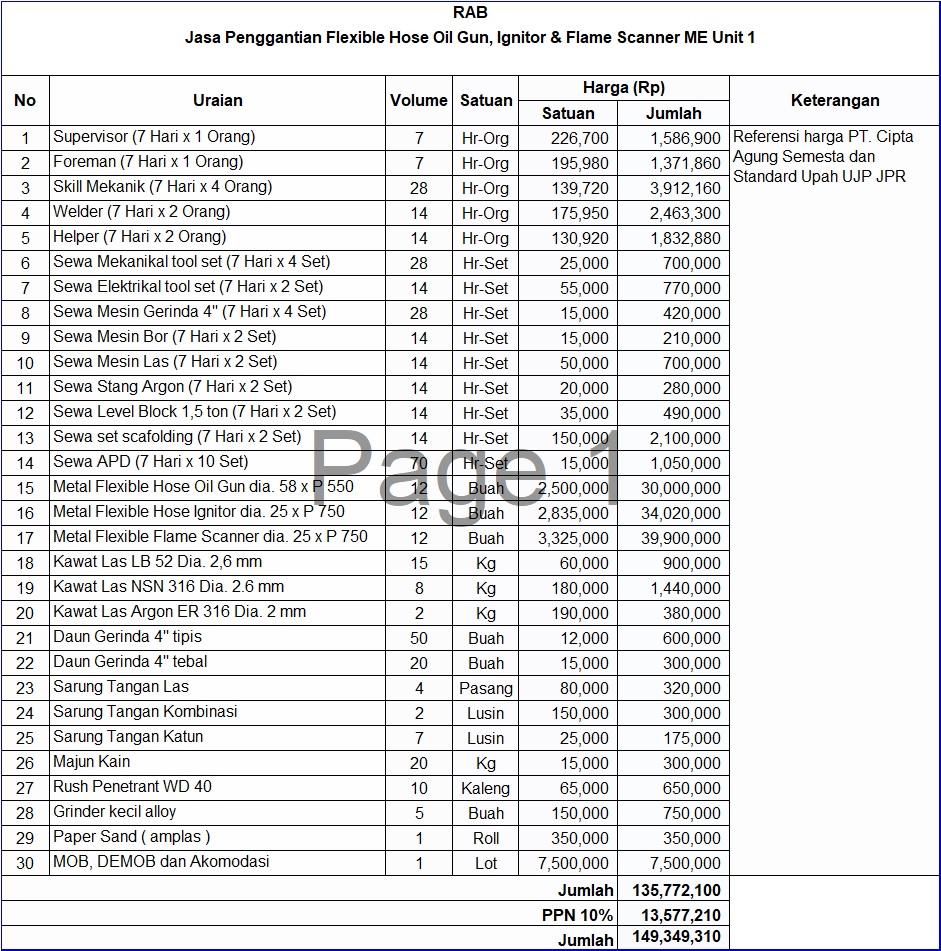 RAB
Jasa Penggantian Flexible Hose Oil Gun, Ignitor & Flame Scanner ME Unit 1
No Uraian Volume Satuan Harga (Rp) Keterangan
Satuan Jumlah
1 Supervisor (7 Hari x 1 Orang) 7 Hr-Org 226,700 1,586,900 Referensi harga PT. Cipta
Agung Semesta dan
Standard Upah UJP JPR
2 Foreman (7 Hari x 1 Orang) 7 Hr-Org 195,980 1,371,860
3 Skill Mekanik (7 Hari x 4 Orang) 28 Hr-Org 139,720 3,912,160
4 Welder (7 Hari x 2 Orang) 14 Hr-Org 175,950 2,463,300
5 Helper (7 Hari x 2 Orang) 14 Hr-Org 130,920 1,832,880
6 Sewa Mekanikal tool set (7 Hari x 4 Set) 28 Hr-Set 25,000 700,000
7 Sewa Elektrikal tool set (7 Hari x 2 Set) 14 Hr-Set 55,000 770,000
8 Sewa Mesin Gerinda 4" (7 Hari x 4 Set) 28 Hr-Set 15,000 420,000
9 Sewa Mesin Bor (7 Hari x 2 Set) 14 Hr-Set 15,000 210,000
10 Sewa Mesin Las (7 Hari x 2 Set) 14 Hr-Set 50,000 700,000
11 Sewa Stang Argon (7 Hari x 2 Set) 14 Hr-Set 20,000 280,000
12 Sewa Level Block 1,5 ton (7 Hari x 2 Set) 14 Hr-Set 35,000 490,000
13 Sewa set scafolding (7 Hari x 2 Set) 14 Hr-Set 150,000 2,100,000
14 Sewa APD (7 Hari x 10 Set) 70 Hr-Set 15,000 1,050,000
Page 1
15 Metal Flexible Hose Oil Gun dia. 58 x P 550 12 Buah 2,500,000 30,000,000
16 Metal Flexible Hose Ignitor dia. 25 x P 750 12 Buah 2,835,000 34,020,000
17 Metal Flexible Flame Scanner dia. 25 x P 750 12 Buah 3,325,000 39,900,000
18 Kawat Las LB 52 Dia. 2,6 mm 15 Kg 60,000 900,000
19 Kawat Las NSN 316 Dia. 2.6 mm 8 Kg 180,000 1,440,000
20 Kawat Las Argon ER 316 Dia. 2 mm 2 Kg 190,000 380,000
21 Daun Gerinda 4" tipis 50 Buah 12,000 600,000
22 Daun Gerinda 4" tebal 20 Buah 15,000 300,000
23 Sarung Tangan Las 4 Pasang 80,000 320,000
24 Sarung Tangan Kombinasi 2 Lusin 150,000 300,000
25 Sarung Tangan Katun 7 Lusin 25,000 175,000
26 Majun Kain 20 Kg 15,000 300,000
27 Rush Penetrant WD 40 10 Kaleng 65,000 650,000
28 Grinder kecil alloy 5 Buah 150,000 750,000
29 Paper Sand ( amplas ) 1 Roll 350,000 350,000
30 MOB, DEMOB dan Akomodasi 1 Lot 7,500,000 7,500,000
Jumlah 135,772,100
PPN 10% 13,577,210
Jumlah 149,349,310